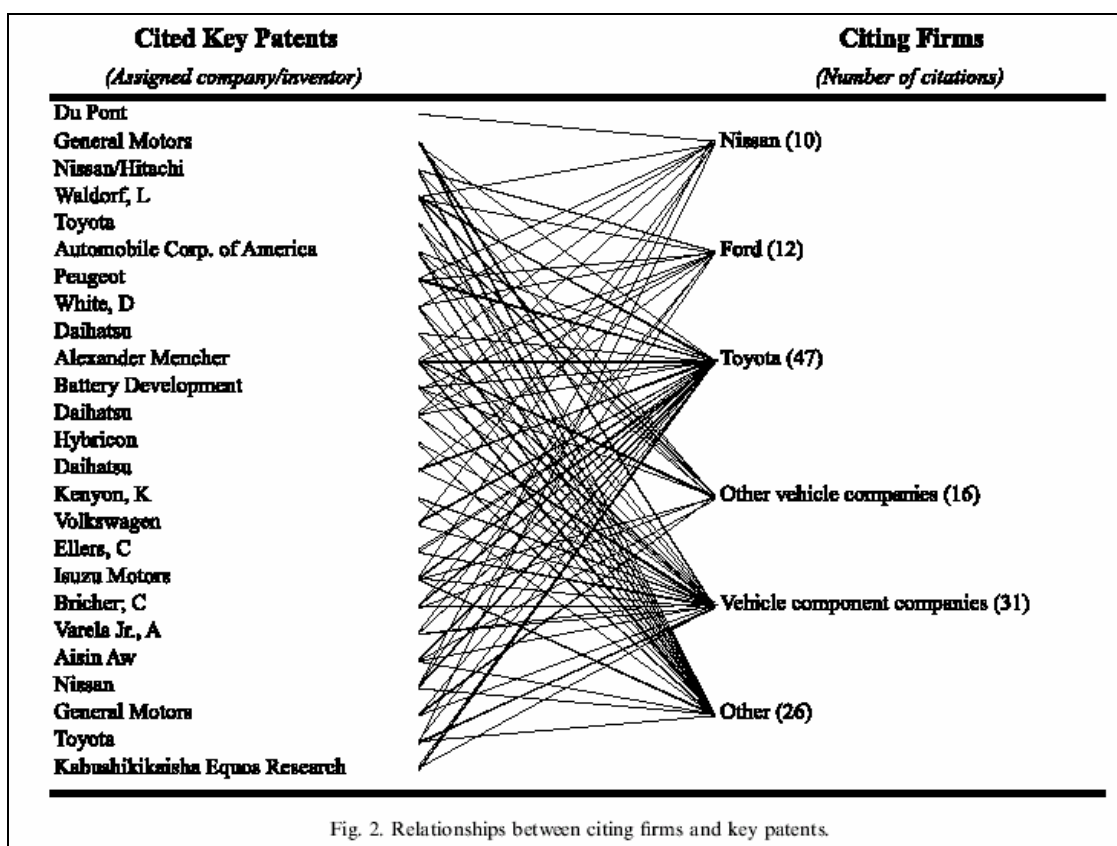 Cited Key Patents
(Assigned company/inventor)
Citing Firms
(Number of citations)
Du Pont
General Motors
Nissan/Hitachi
Waldorf, L
Toyota
Automobile Corp. of America
Peugeot
White, D
Daihatsu
Alexander Mencher
Battery Development
Daihatsu
Hybricon
Daihatsu
Kenyon, K
Volkswagen
Ellers, C
Isuzu Motors
Bricher, C
Varela Jr., A
Aisin Aw
Nissan
General Motors
Toyota
Kabushikikaisha Equos Research
Nissan (10)
Ford (12)
Toyota (47)
Other vehicle companies (16)
Vehicle component companies (31)
Other (26)
Fig. 2. Relationships between citing firms and key patents.